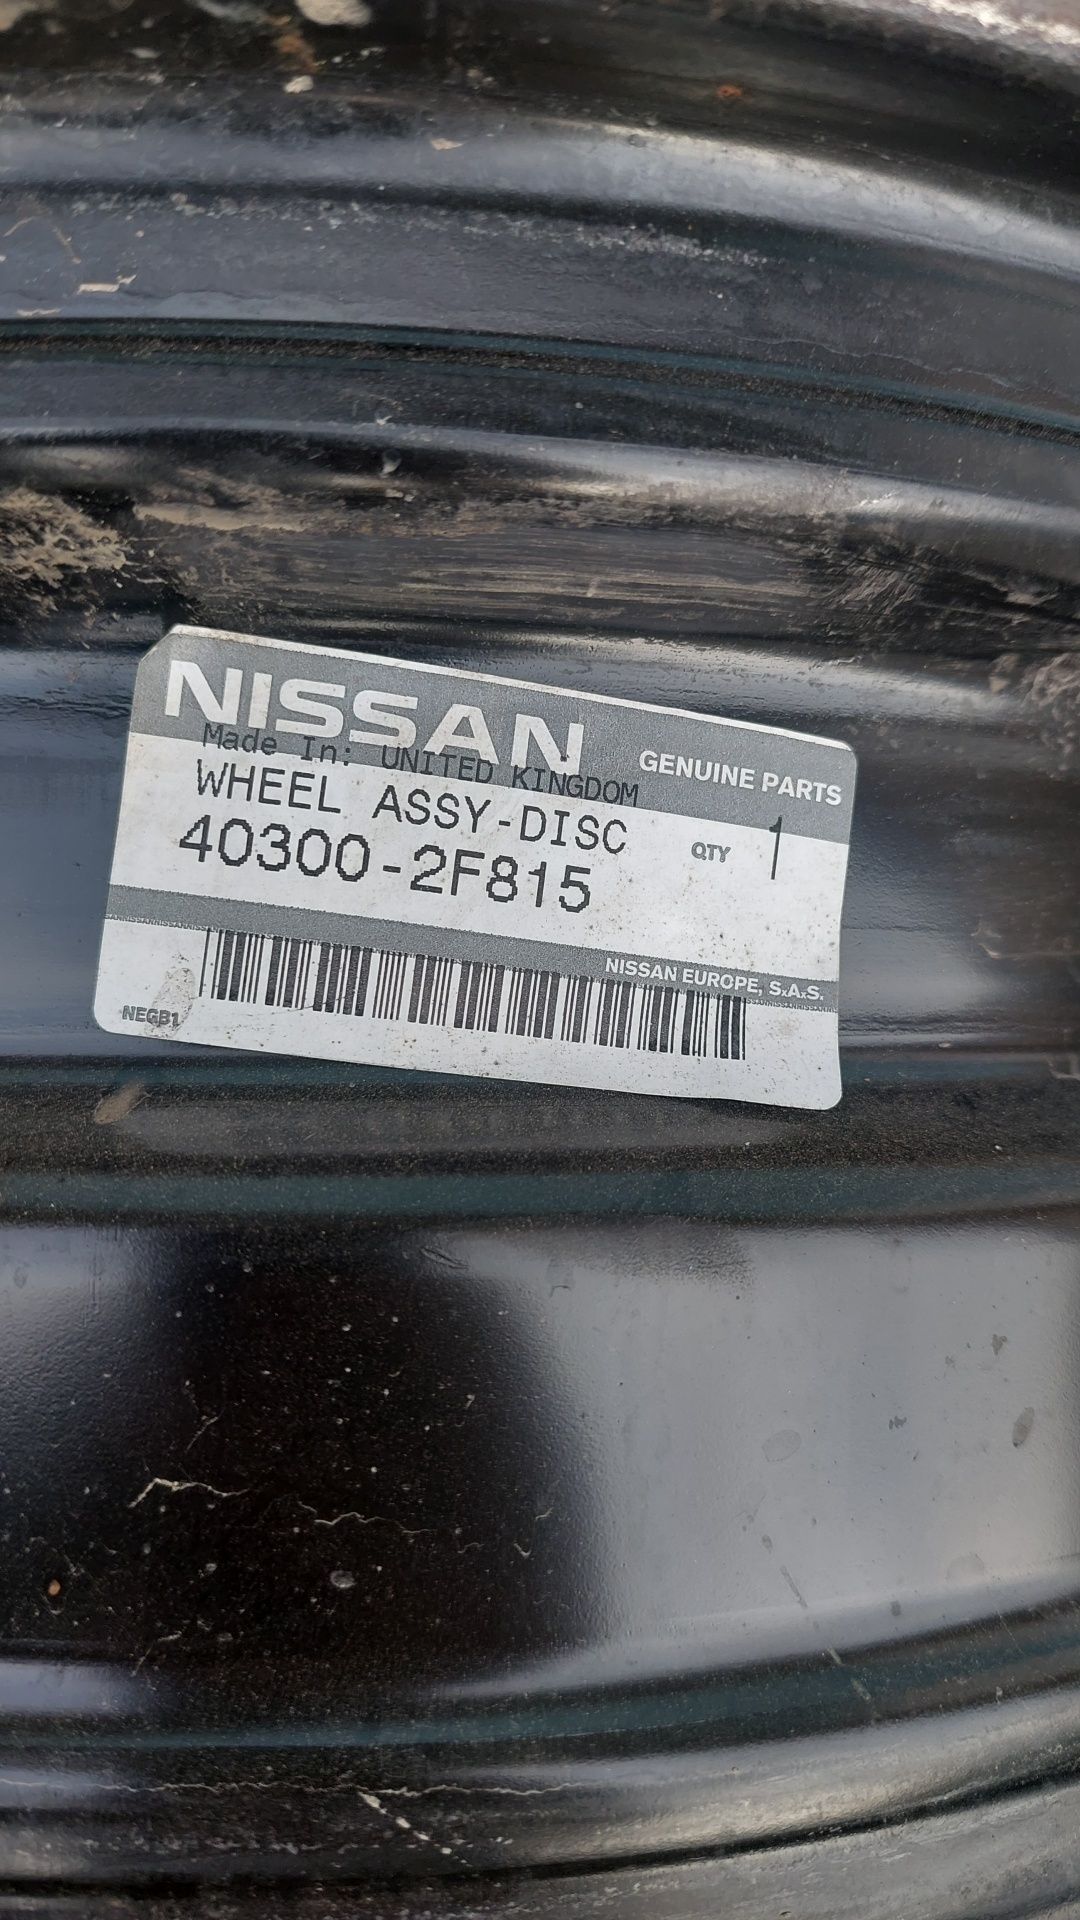 NISSAN
GENUINE PARTS
Made In: UNITED KINGDOM
WHEEL ASSY-DISC
QTY 1
40300-2F815
NISSAN EUROPE, S.A.S.
NEGB1